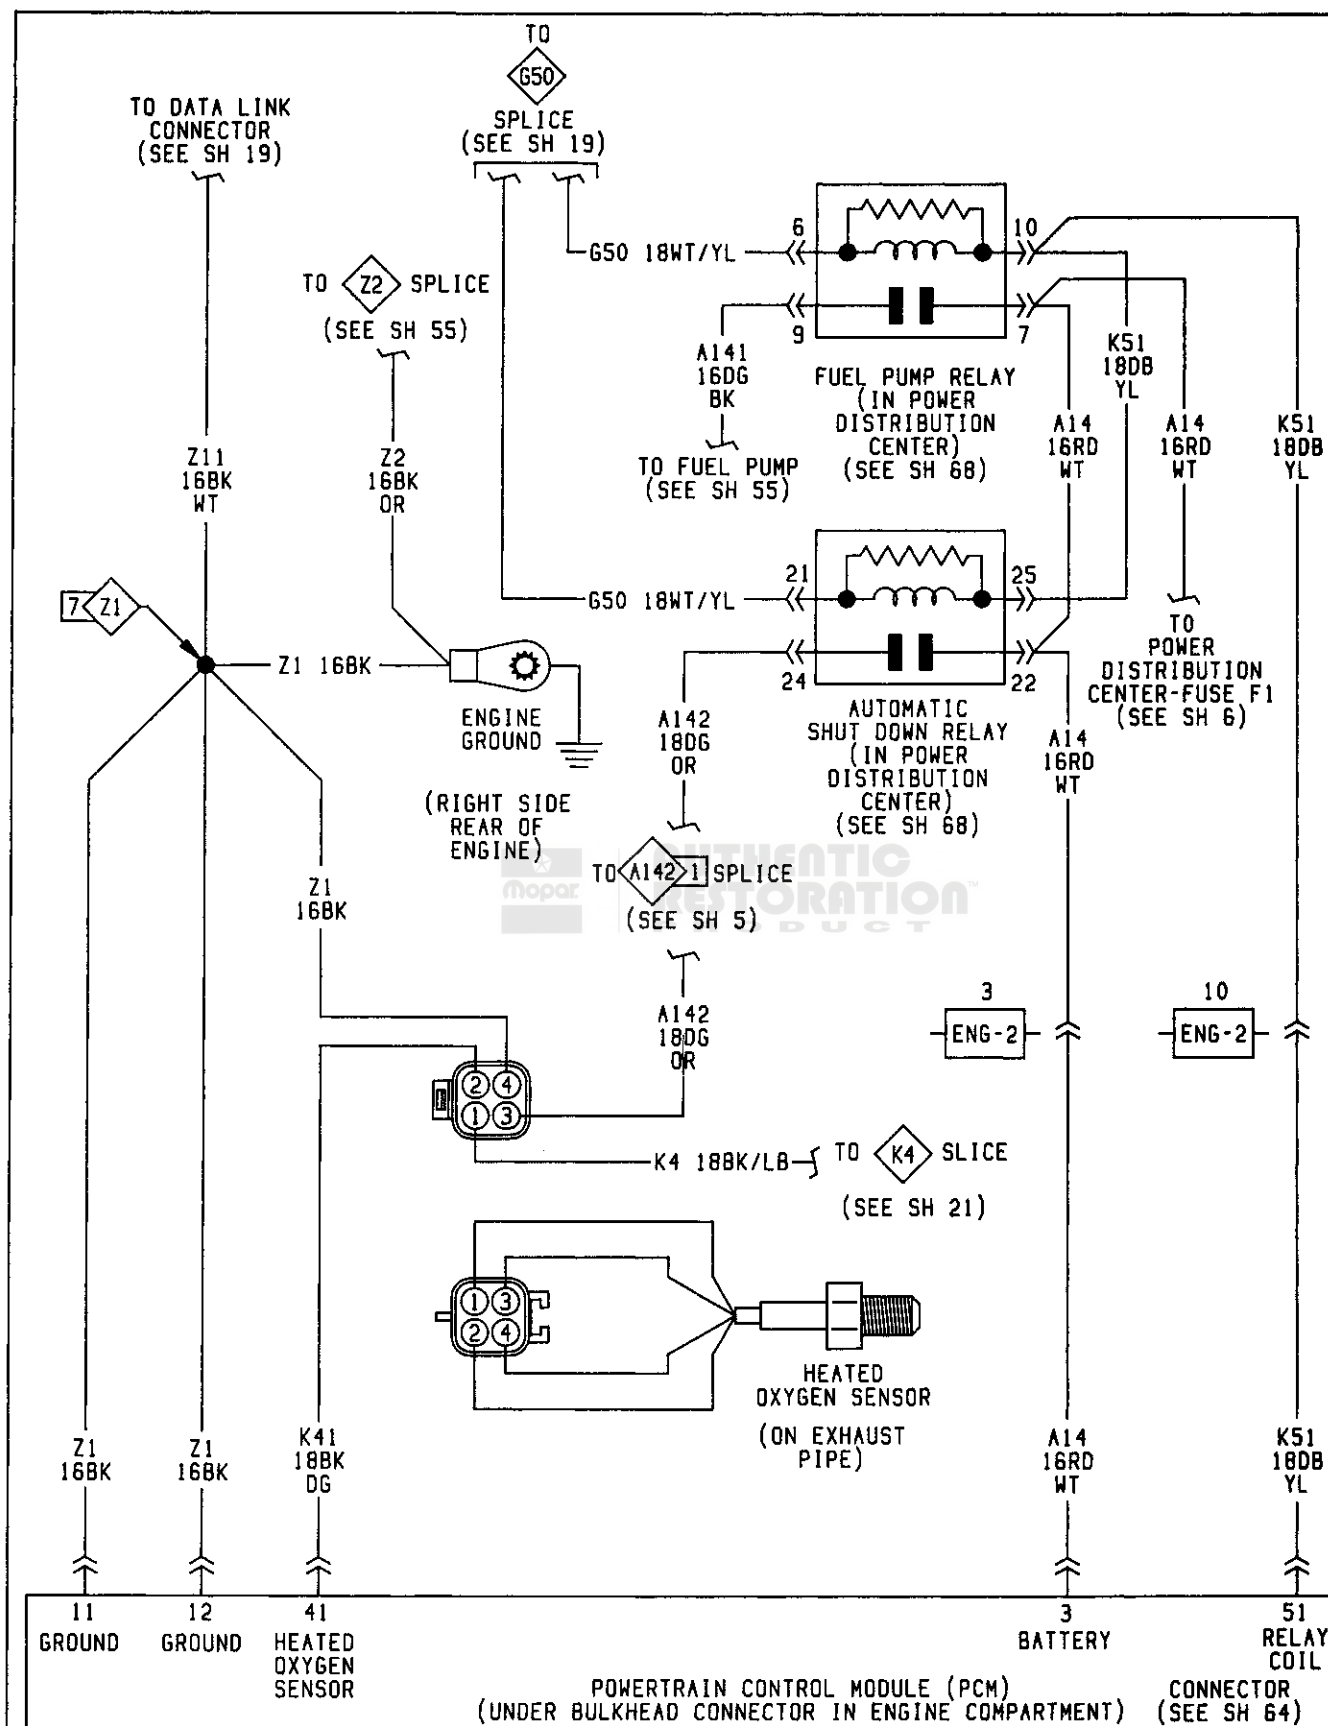 TO
G50
SPLICE
(SEE SH 19)
TO DATA LINK
CONNECTOR
(SEE SH 19)
TO Z2 SPLICE
(SEE SH 55)
G50 18WT/YL
6
10
9
7
A141
16DG
BK
TO FUEL PUMP
(SEE SH 55)
FUEL PUMP RELAY
(IN POWER
DISTRIBUTION
CENTER)
(SEE SH 68)
K51
18DB
YL
A14
16RD
WT
A14
16RD
WT
K51
18DB
YL
Z11
16BK
WT
Z2
16BK
OR
7 Z1
Z1 16BK
ENGINE
GROUND
(RIGHT SIDE
REAR OF
ENGINE)
G50 18WT/YL
21
25
24
22
A142
18DG
OR
AUTOMATIC
SHUT DOWN RELAY
(IN POWER
DISTRIBUTION
CENTER)
(SEE SH 68)
TO
POWER
DISTRIBUTION
CENTER-FUSE F1
(SEE SH 6)
A14
16RD
WT
Mopar
AUTHENTIC
RESTORATION™
PRODUCT
TO A142 1 SPLICE
(SEE SH 5)
Z1
16BK
A142
18DG
OR
3
ENG-2
10
ENG-2
2 4
1 3
K4 18BK/LB
TO K4 SLICE
(SEE SH 21)
1 3
2 4
HEATED
OXYGEN SENSOR
(ON EXHAUST
PIPE)
Z1
16BK
Z1
16BK
K41
18BK
DG
A14
16RD
WT
K51
18DB
YL
11
GROUND
12
GROUND
41
HEATED
OXYGEN
SENSOR
3
BATTERY
51
RELAY
COIL
POWERTRAIN CONTROL MODULE (PCM)
(UNDER BULKHEAD CONNECTOR IN ENGINE COMPARTMENT)
CONNECTOR
(SEE SH 64)